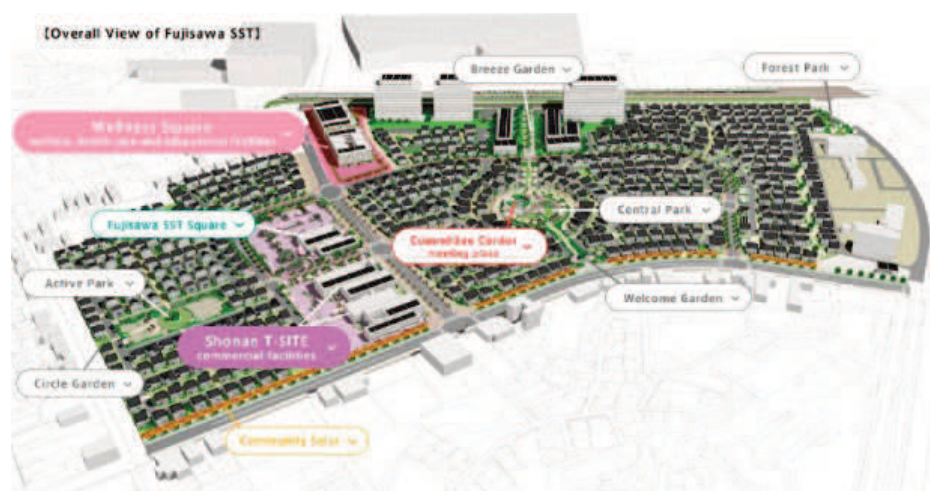 【Overall View of Fujisawa SST】
Breeze Garden
Forest Park
Wellness Square
Fujisawa SST Square
Central Park
Committee Center
meeting place
Active Park
Welcome Garden
Shonan T-SITE
commercial facilities
Circle Garden
Community Solar